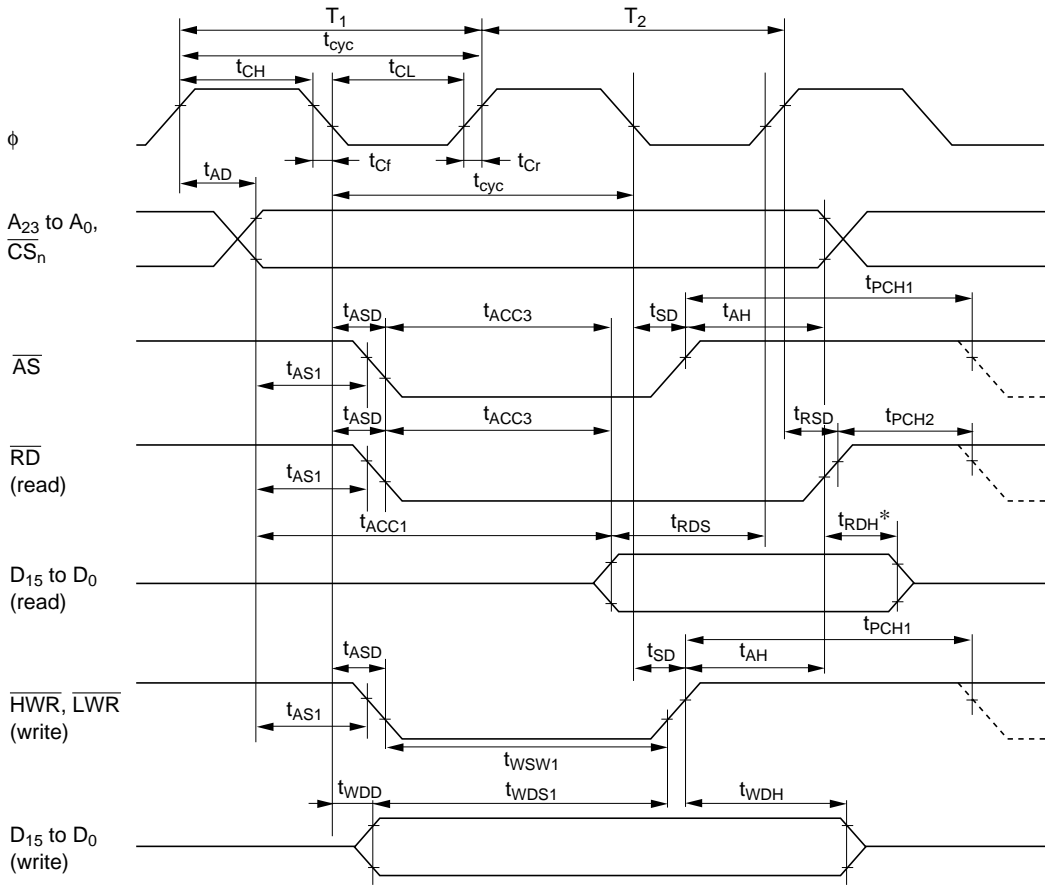 T1 T2
tcyc
tCH tCL
ϕ
tCf tCr
tAD
tcyc
A23 to A0,
CSn
tPCH1
tASD tACC3 tSD tAH
AS
tAS1
tASD tACC3 tRSD tPCH2
RD
(read)
tAS1
tACC1 tRDS tRDH*
D15 to D0
(read)
tPCH1
tASD tSD tAH
HWR, LWR
(write)
tAS1
tWSW1
tWDD tWDS1 tWDH
D15 to D0
(write)